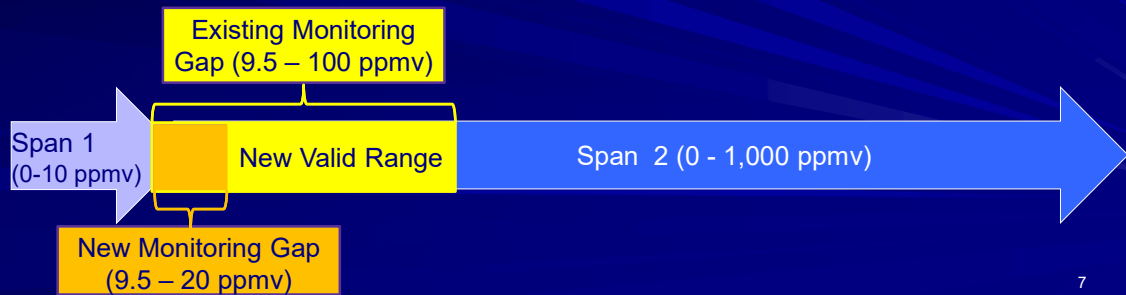 Existing Monitoring
Gap (9.5 – 100 ppmv)
Span 1
(0-10 ppmv)
New Valid Range
Span 2 (0 - 1,000 ppmv)
New Monitoring Gap
(9.5 – 20 ppmv)
7